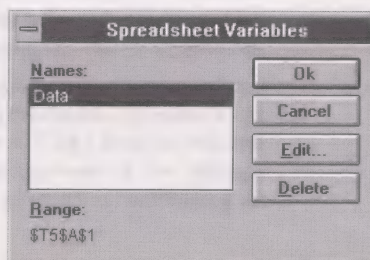 Spreadsheet Variables
Names:
Data
Ok
Cancel
Edit...
Delete
Range:
$T5$A$1